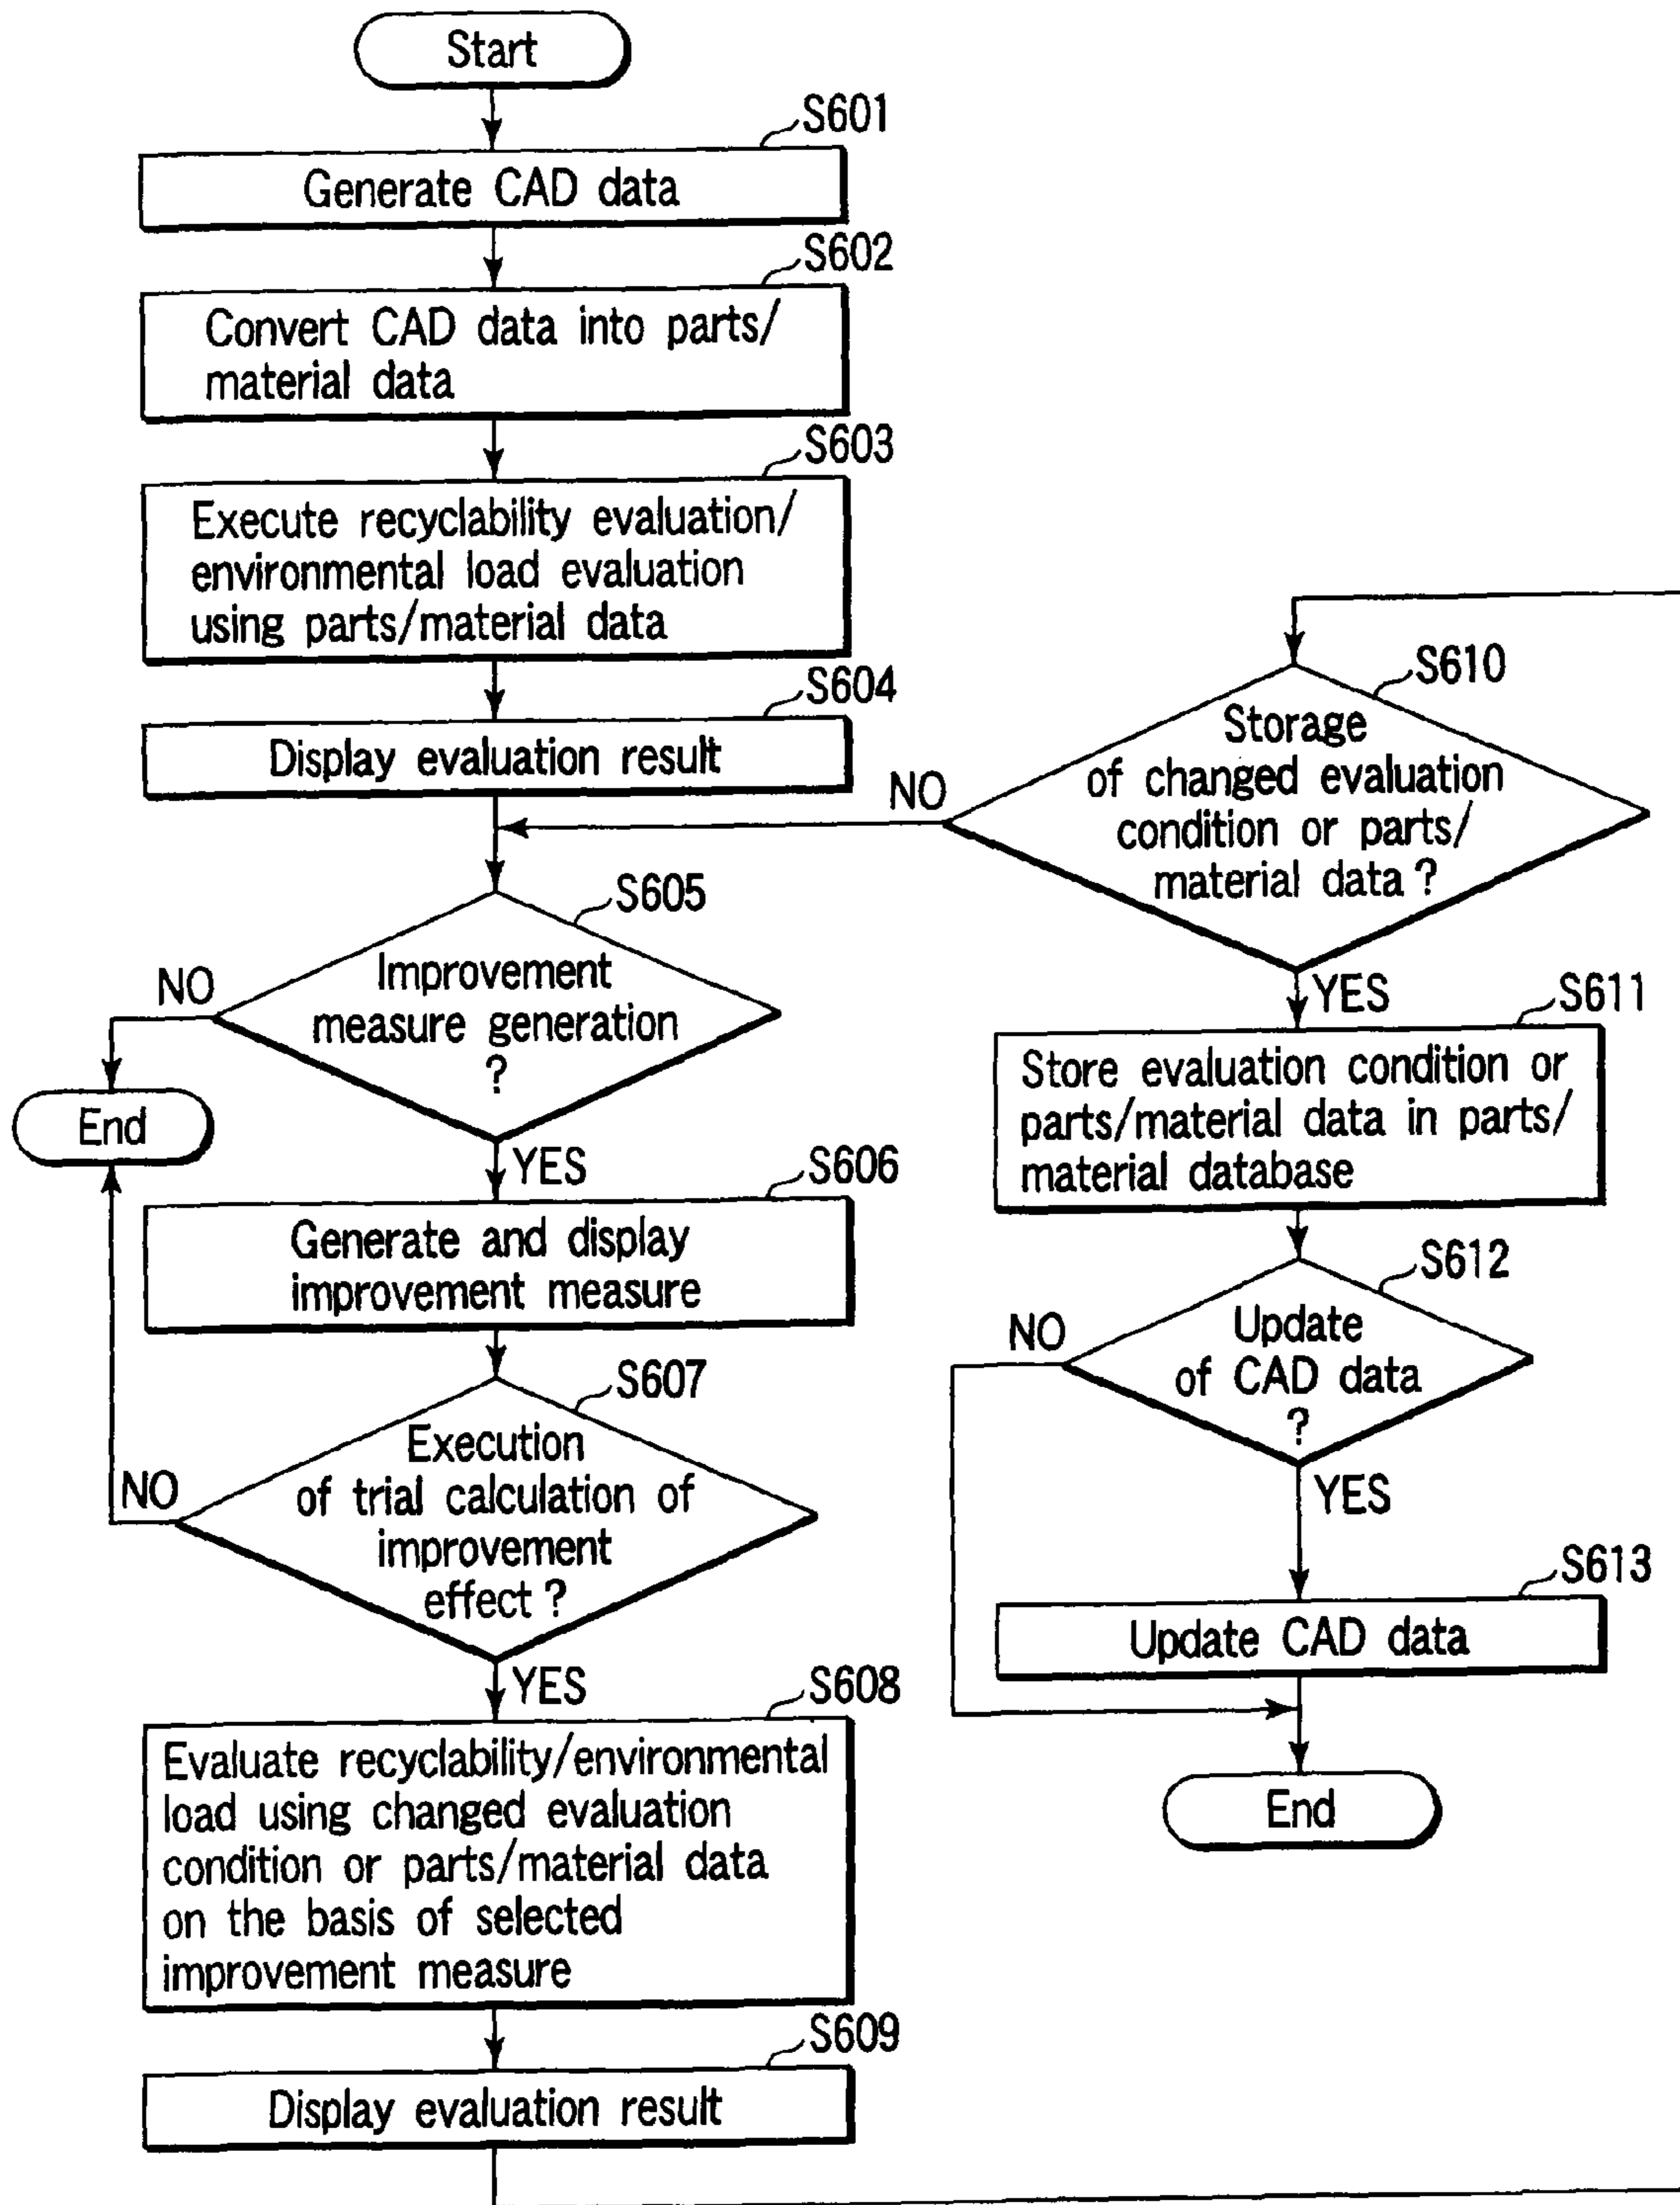 Start
S601
Generate CAD data
S602
Convert CAD data into parts/
material data
S603
Execute recyclability evaluation/
environmental load evaluation
using parts/material data
S604
Display evaluation result
S605
Improvement
measure generation
?
NO
End
YES
S606
Generate and display
improvement measure
S607
Execution
of trial calculation of
improvement
effect ?
NO
YES
S608
Evaluate recyclability/environmental
load using changed evaluation
condition or parts/material data
on the basis of selected
improvement measure
S609
Display evaluation result
S610
Storage
of changed evaluation
condition or parts/
material data ?
NO
YES
S611
Store evaluation condition or
parts/material data in parts/
material database
S612
Update
of CAD data
?
NO
YES
S613
Update CAD data
End